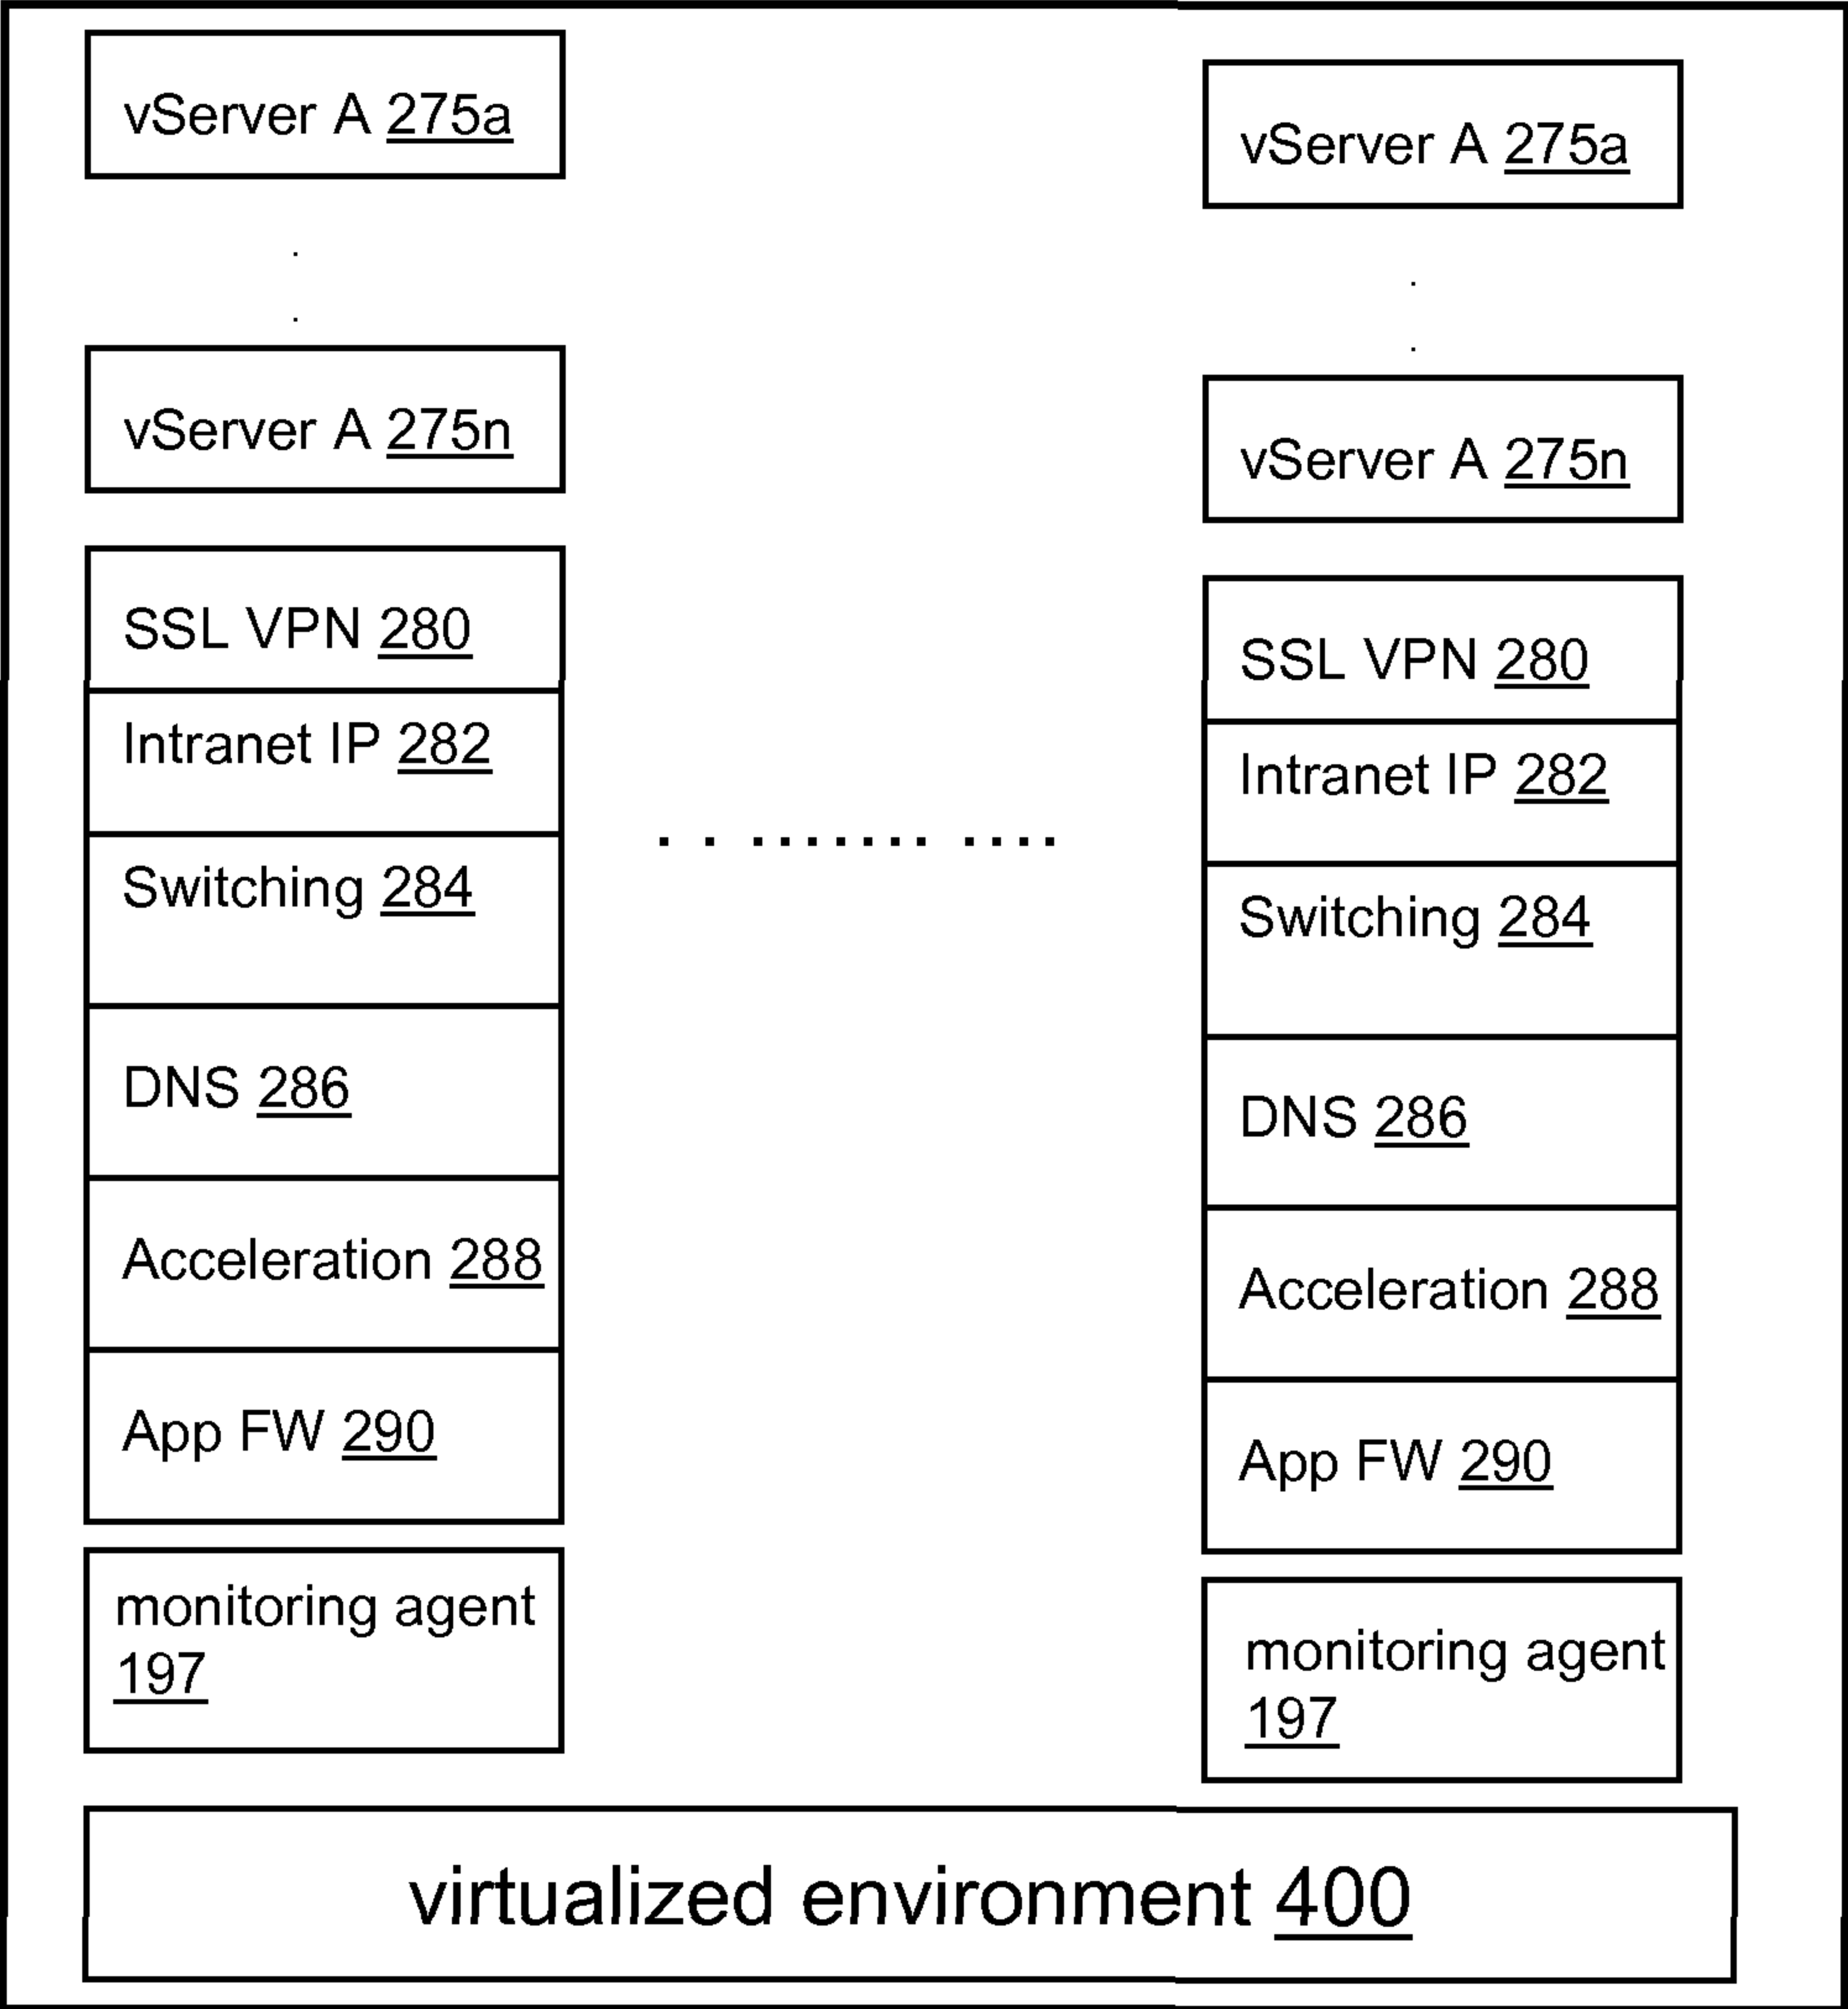 vServer A 275a
vServer A 275n
SSL VPN 280
Intranet IP 282
Switching 284
DNS 286
Acceleration 288
App FW 290
monitoring agent
197
vServer A 275a
vServer A 275n
SSL VPN 280
Intranet IP 282
Switching 284
DNS 286
Acceleration 288
App FW 290
monitoring agent
197
virtualized environment 400